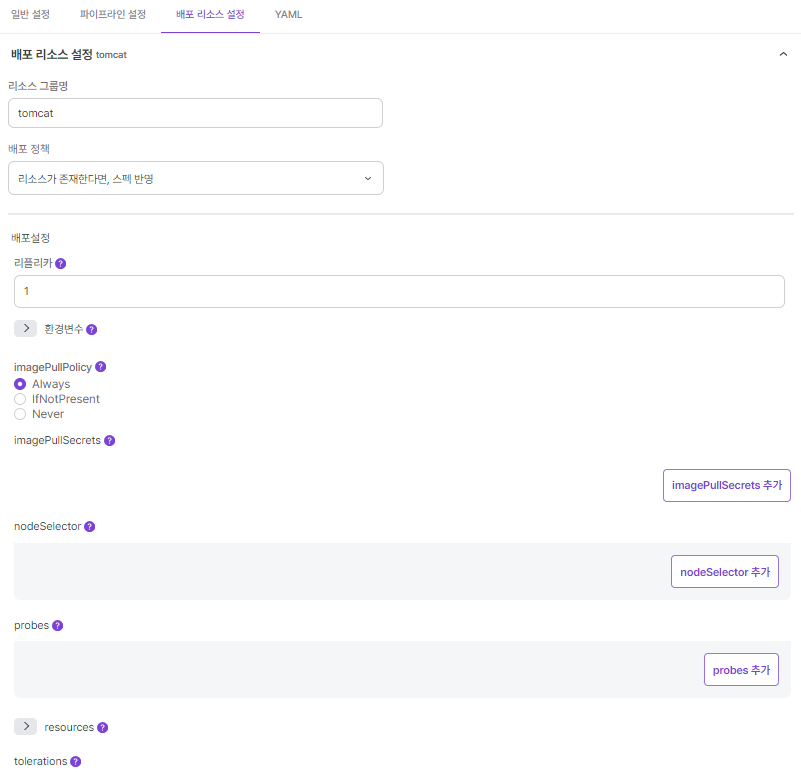 일반 설정 파이프라인 설정 배포 리소스 설정 YAML
배포 리소스 설정 tomcat
리소스 그룹명
tomcat
배포 정책
리소스가 존재한다면, 스펙 반영
배포설정
리플리카 ?
1
환경변수 ?
imagePullPolicy ?
Always
IfNotPresent
Never
imagePullSecrets ?
imagePullSecrets 추가
nodeSelector ?
nodeSelector 추가
probes ?
probes 추가
resources ?
tolerations ?